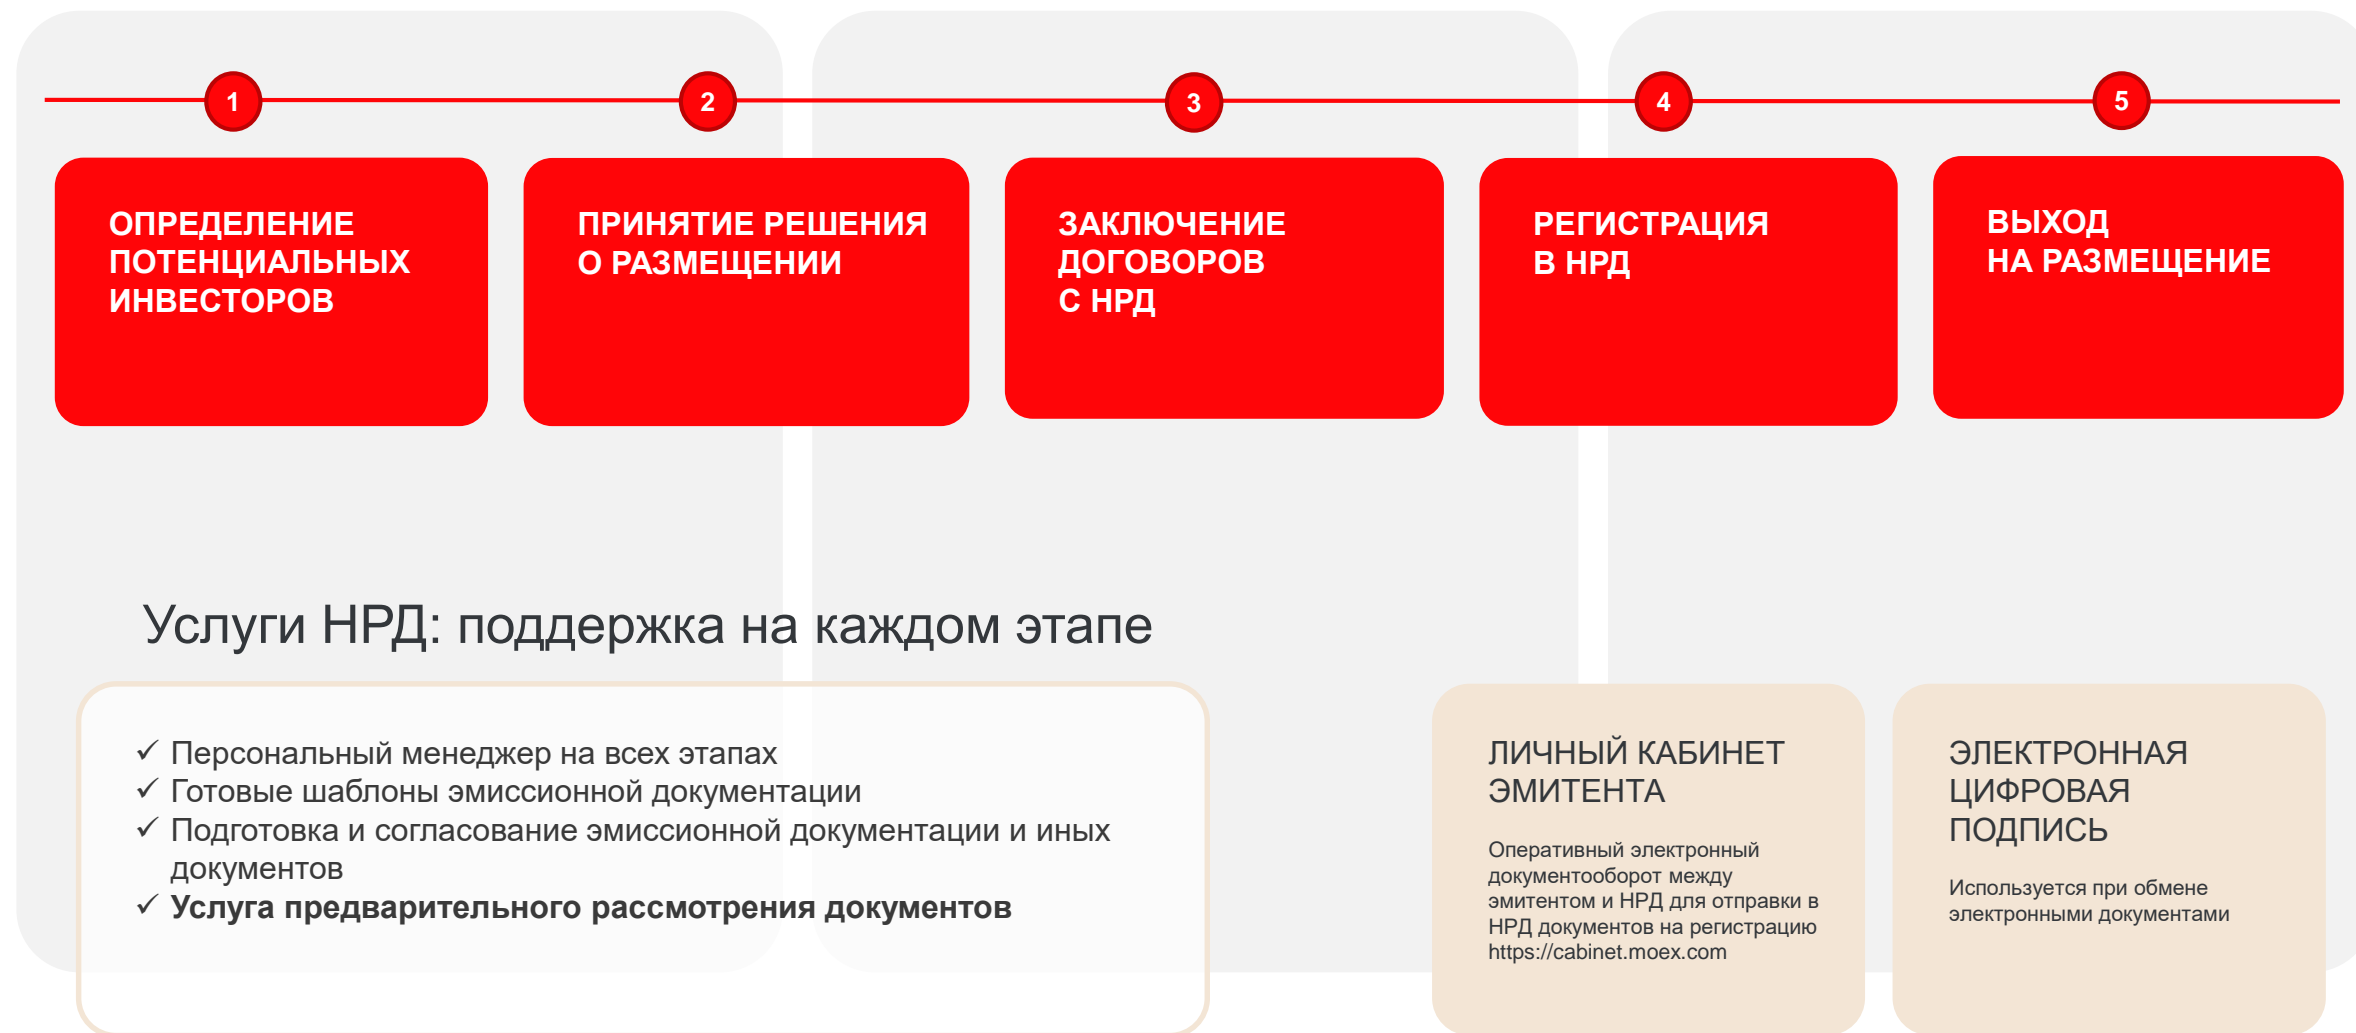 1
2
3
4
5
ОПРЕДЕЛЕНИЕ
ПОТЕНЦИАЛЬНЫХ
ИНВЕСТОРОВ
ПРИНЯТИЕ РЕШЕНИЯ
О РАЗМЕЩЕНИИ
ЗАКЛЮЧЕНИЕ
ДОГОВОРОВ
С НРД
РЕГИСТРАЦИЯ
В НРД
ВЫХОД
НА РАЗМЕЩЕНИЕ
Услуги НРД: поддержка на каждом этапе
✓ Персональный менеджер на всех этапах
✓ Готовые шаблоны эмиссионной документации
✓ Подготовка и согласование эмиссионной документации и иных
документов
✓ Услуга предварительного рассмотрения документов
ЛИЧНЫЙ КАБИНЕТ
ЭМИТЕНТА
Оперативный электронный
документооборот между
эмитентом и НРД для отправки в
НРД документов на регистрацию
https://cabinet.moex.com
ЭЛЕКТРОННАЯ
ЦИФРОВАЯ
ПОДПИСЬ
Используется при обмене
электронными документами